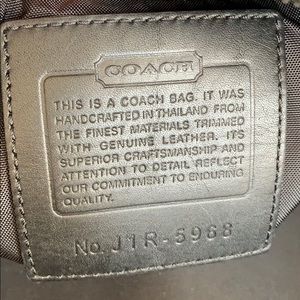 COACH
THIS IS A COACH BAG. IT WAS
HANDCRAFTED IN THAILAND FROM
THE FINEST MATERIALS TRIMMED
WITH GENUINE LEATHER. ITS
SUPERIOR CRAFTSMANSHIP AND
ATTENTION TO DETAIL REFLECT
OUR COMMITMENT TO ENDURING
QUALITY.
No. J1R-5968